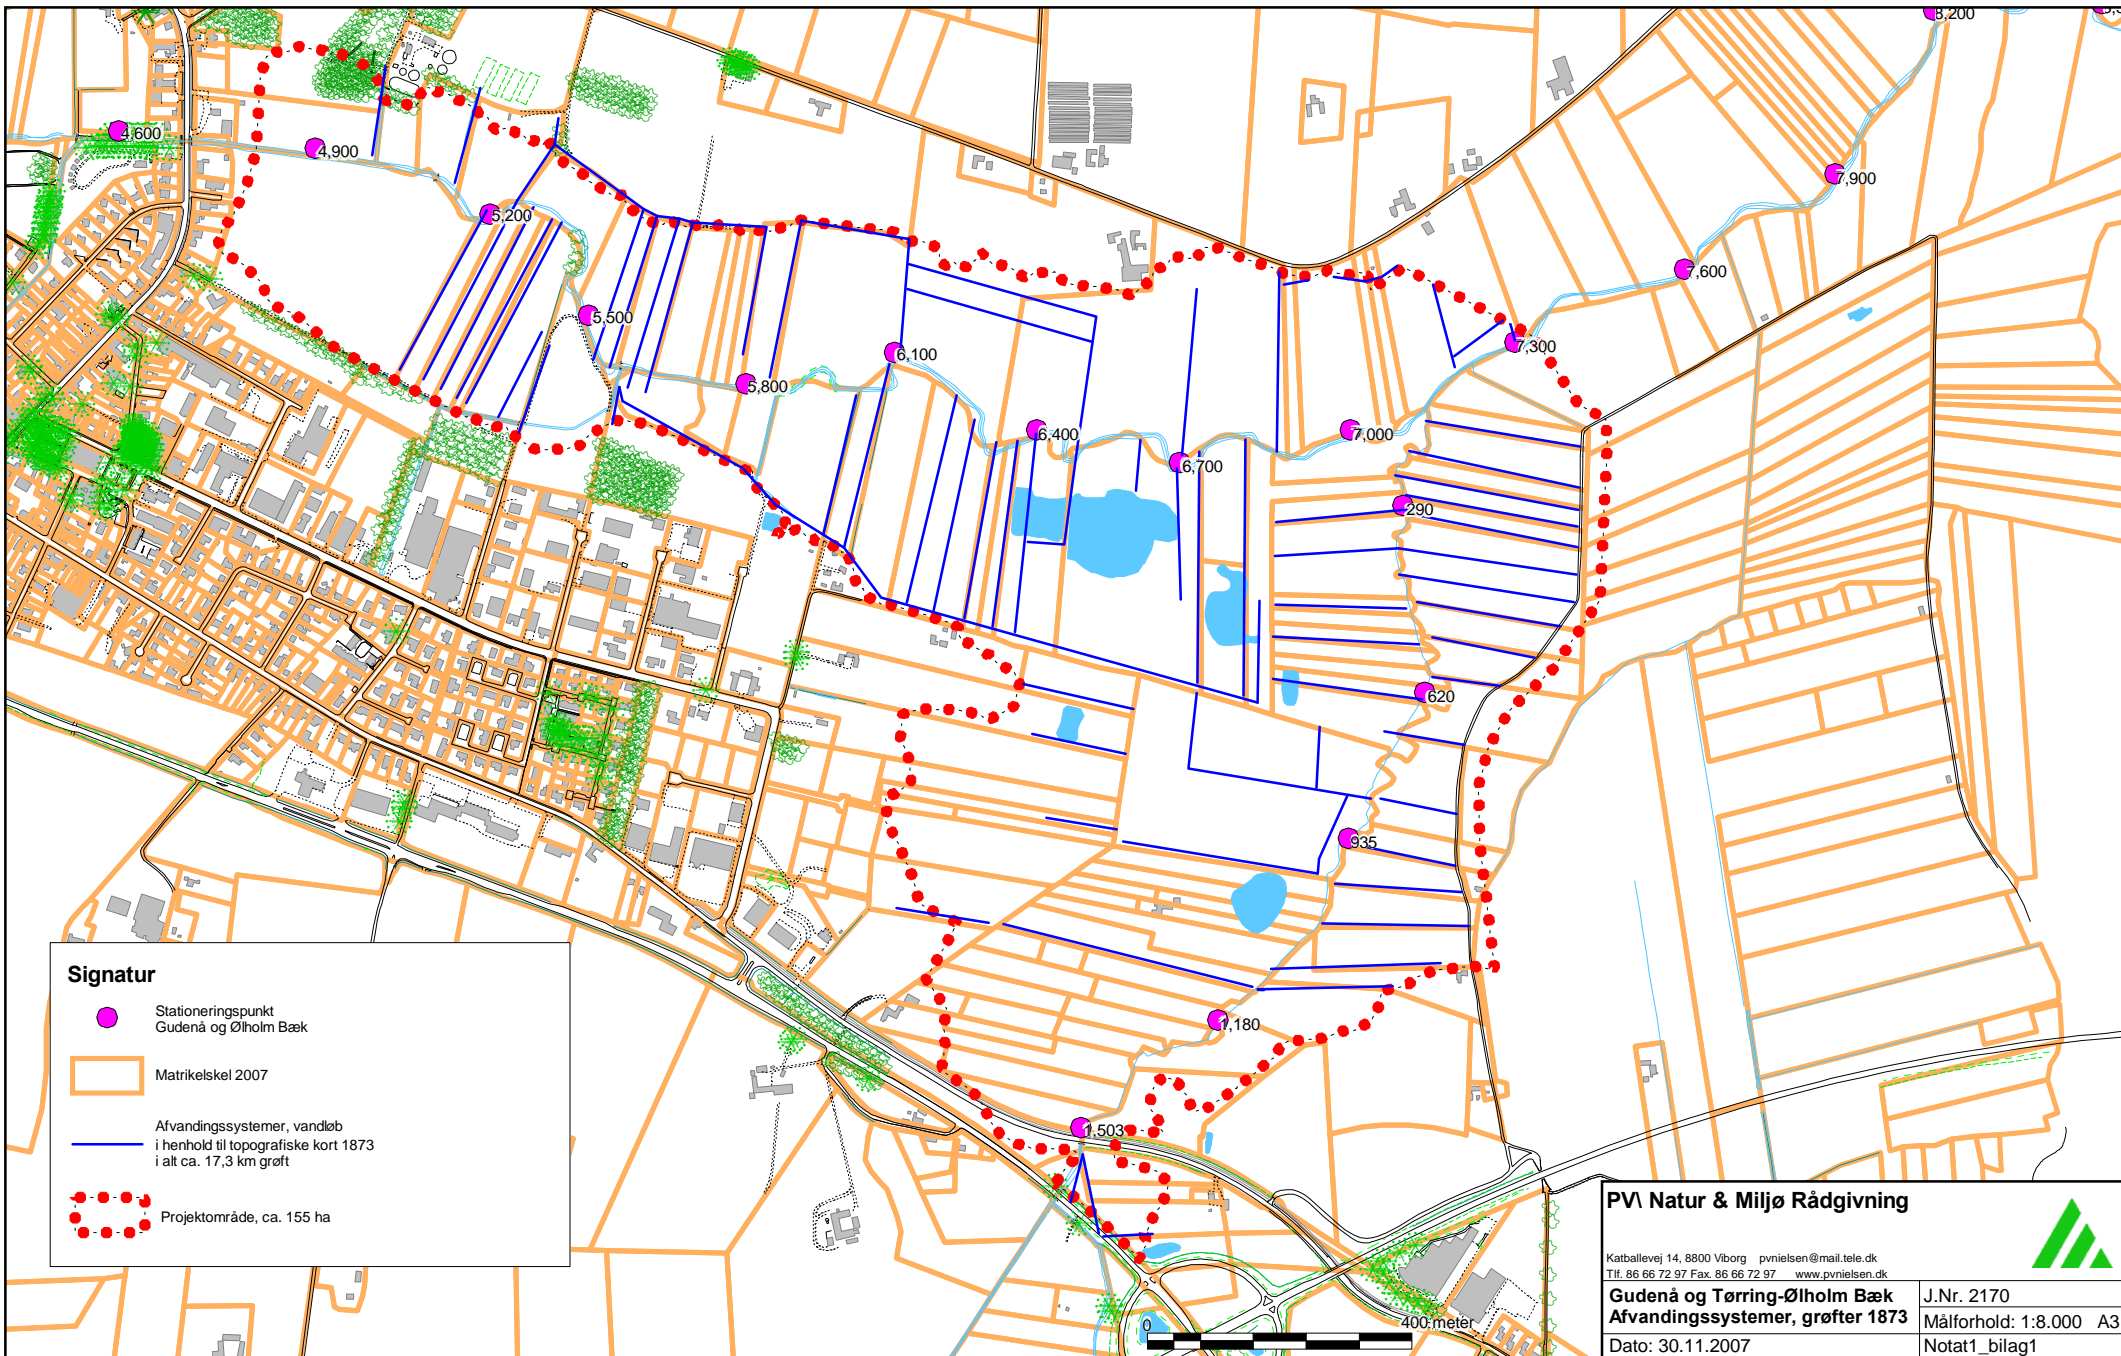 8,200
4,600
4,900
7,900
5,200
7,600
5,500
7,300
6,100
5,800
6,400
7,000
6,700
290
620
935
1,180
1,503
Signatur
Stationeringspunkt
Gudenå og Ølholm Bæk
Matrikelskel 2007
Afvandingssystemer, vandløb
i henhold til topografiske kort 1873
i alt ca. 17,3 km grøft
Projektområde, ca. 155 ha
0
400 meter
PV\ Natur & Miljø Rådgivning
Katballevej 14, 8800 Viborg pvnielsen@mail.tele.dk
Tlf. 86 66 72 97 Fax. 86 66 72 97 www.pvnielsen.dk
Gudenå og Tørring-Ølholm Bæk
Afvandingssystemer, grøfter 1873
J.Nr. 2170
Målforhold: 1:8.000 A3
Dato: 30.11.2007
Notat1_bilag1